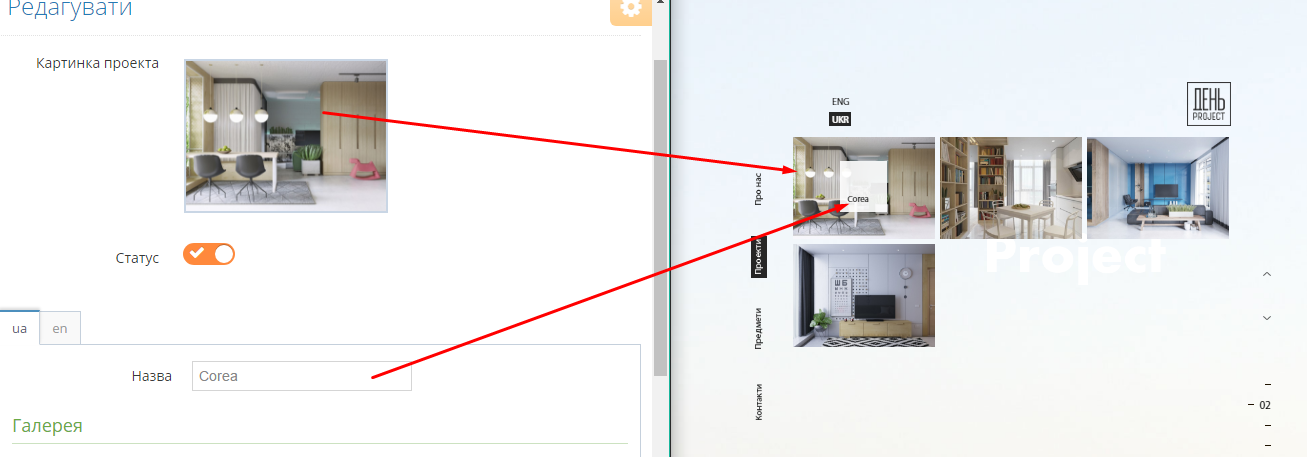 Редагувати
Картинка проекта
Статус
ua
en
Назва
Corea
Галерея
ENG
UKR
ДЕНЬ
PROJECT
Про нас
Проекти
Предмети
Контакти
Corea
Project
ШБ
02